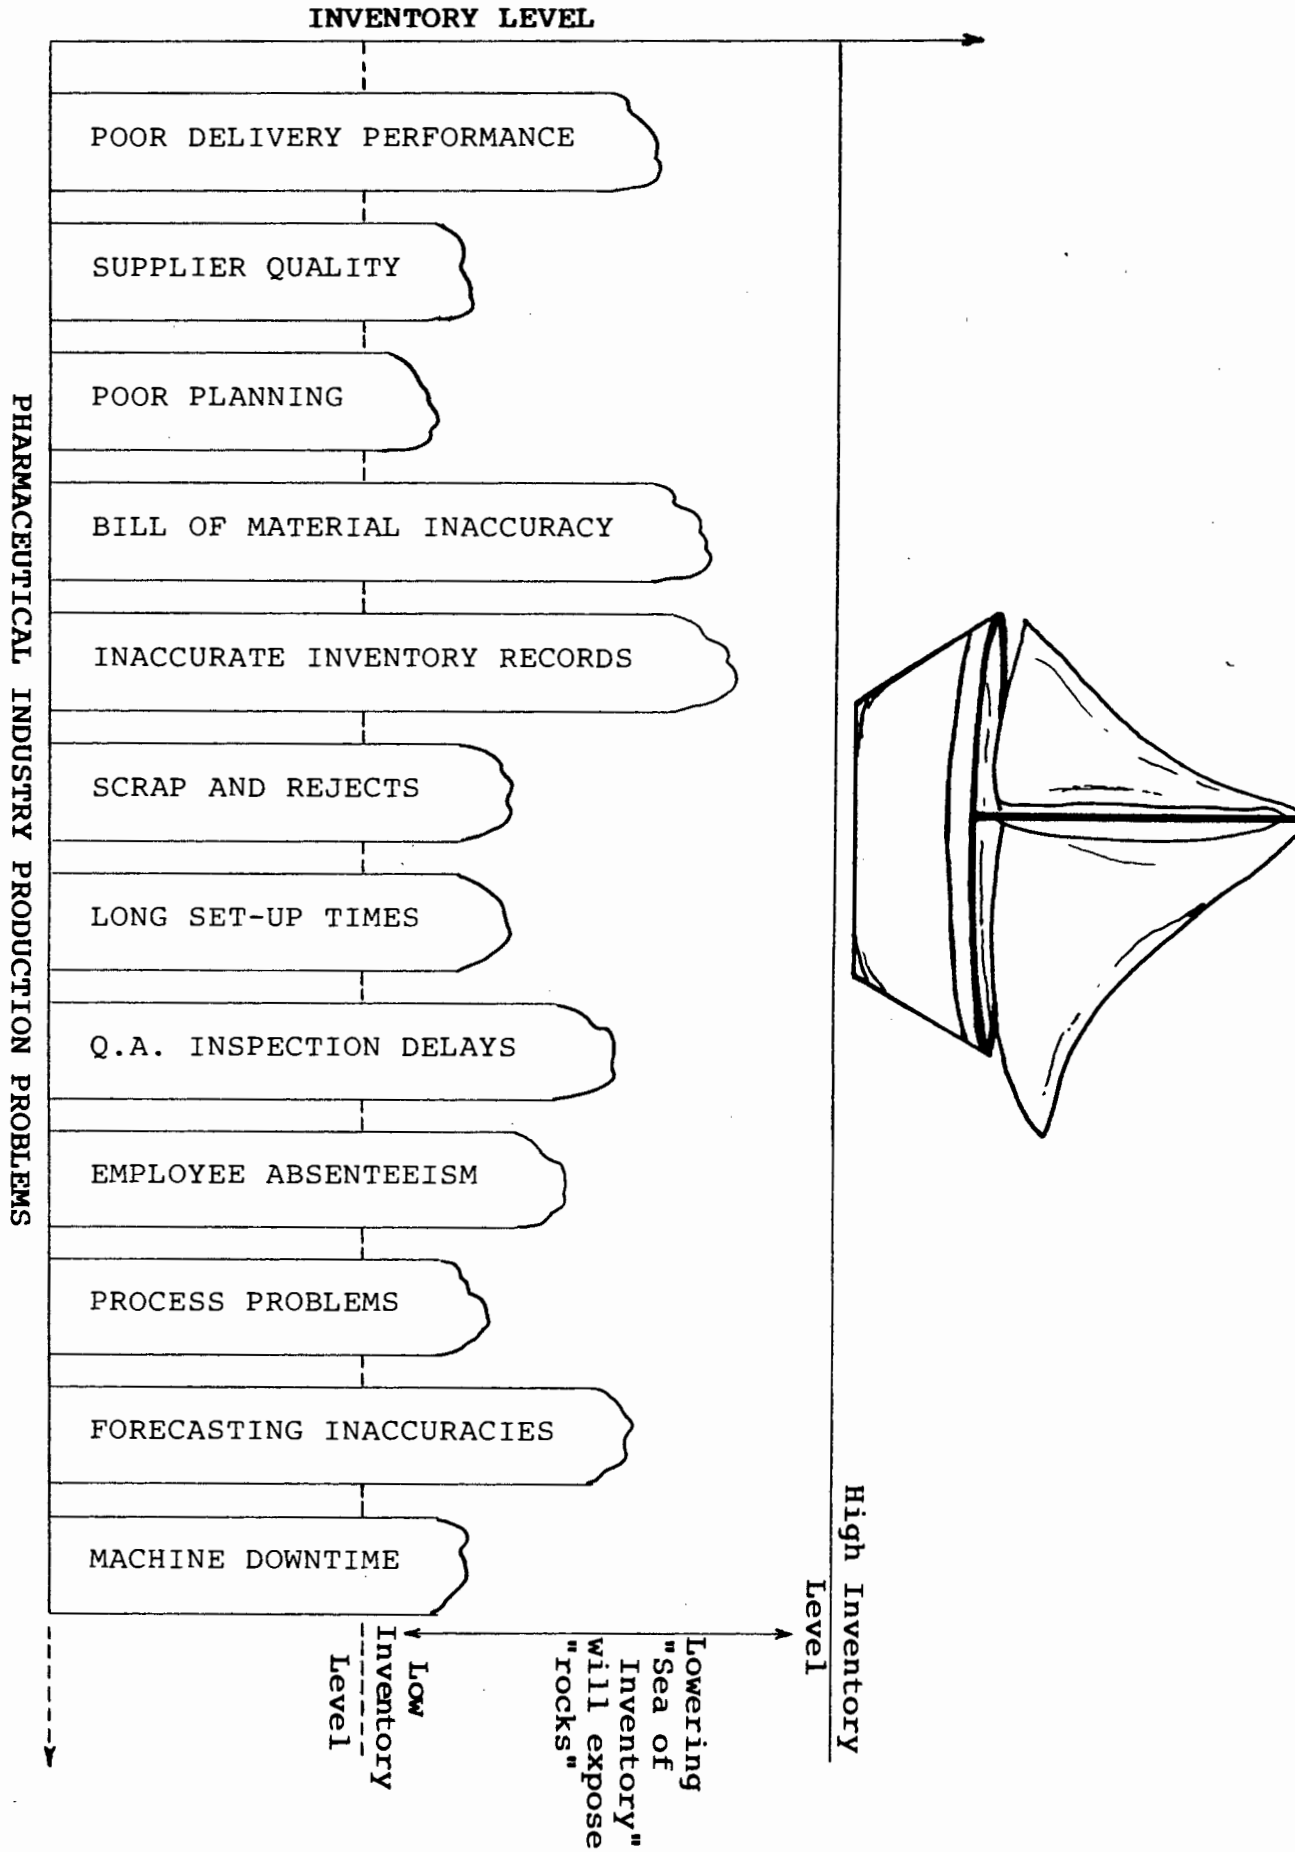 INVENTORY LEVEL
POOR DELIVERY PERFORMANCE
SUPPLIER QUALITY
POOR PLANNING
BILL OF MATERIAL INACCURACY
INACCURATE INVENTORY RECORDS
SCRAP AND REJECTS
LONG SET-UP TIMES
Q.A. INSPECTION DELAYS
EMPLOYEE ABSENTEEISM
PROCESS PROBLEMS
FORECASTING INACCURACIES
MACHINE DOWNTIME
PHARMACEUTICAL INDUSTRY PRODUCTION PROBLEMS
High Inventory
Level
Lowering
"Sea of
Inventory"
will expose
"rocks"
Low
Inventory
Level